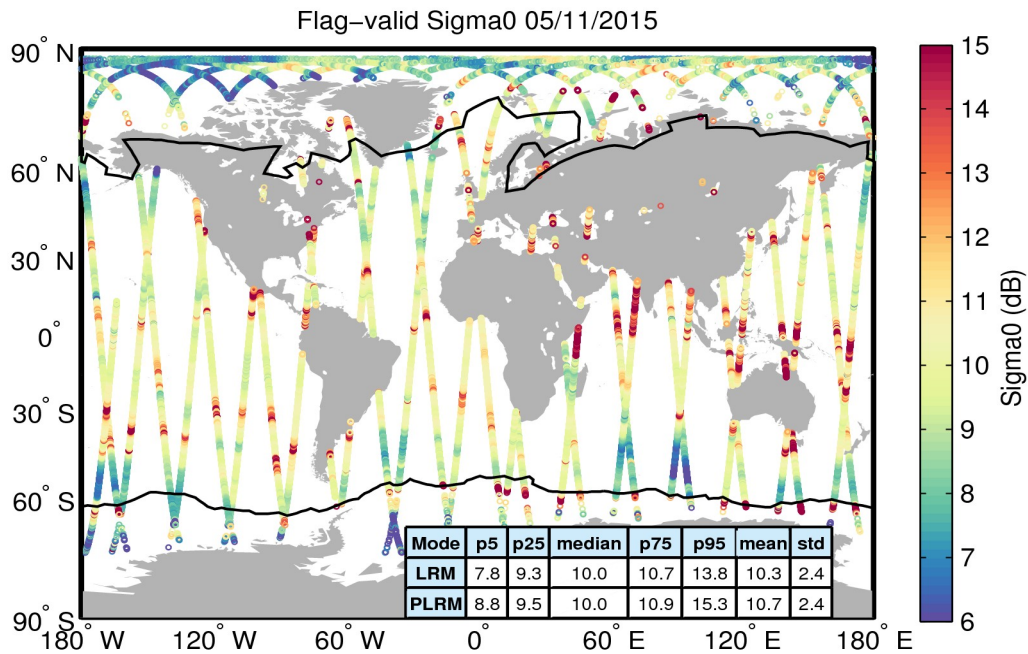 Flag−valid Sigma0 05/11/2015
90° N
60° N
30° N
0°
30° S
60° S
90° S
180° W
120° W
60° W
0°
60° E
120° E
180° E
15
14
13
12
11
10
9
8
7
6
Sigma0 (dB)
Mode p5 p25 median p75 p95 mean std
LRM 7.8 9.3 10.0 10.7 13.8 10.3 2.4
PLRM 8.8 9.5 10.0 10.9 15.3 10.7 2.4